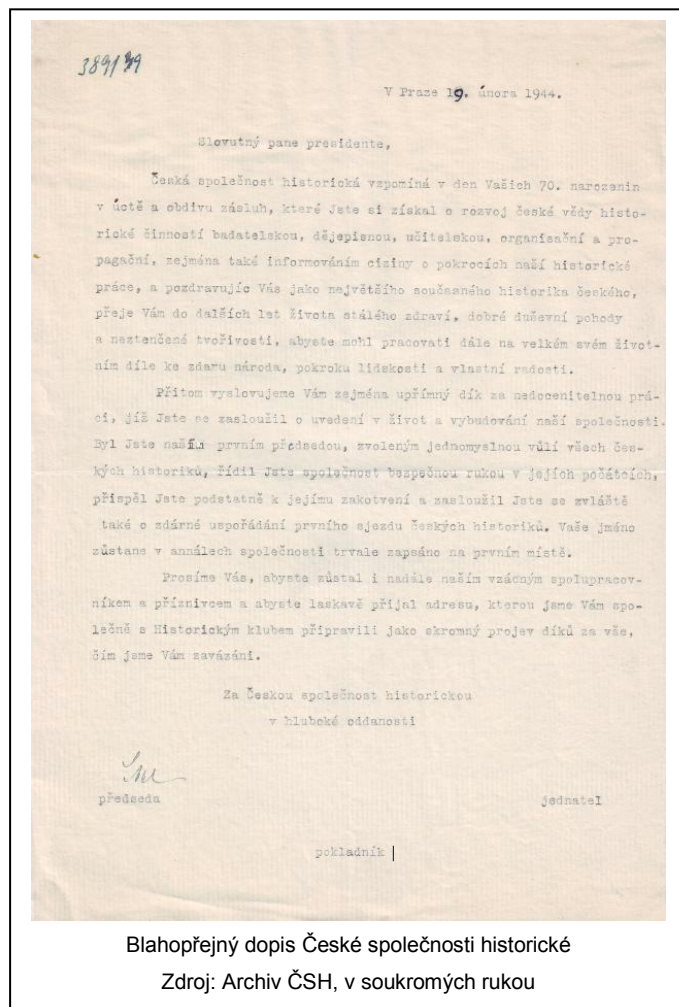 389/39
V Praze 19. února 1944.
Slovutný pane presidente,
Česká společnost historická vzpomíná v den Vašich 70. narozenin
v úctě a obdivu zásluh, které Jste si získal o rozvoj české vědy histo-
rické činností badatelskou, dějepisnou, učitelskou, organisační a pro-
pagační, zejména také informováním ciziny o pokrocích naší historické
práce, a pozdravujíc Vás jako největšího současného historika českého,
přeje Vám do dalších let života stálého zdraví, dobré duševní pohody
a neztenčené tvořivosti, abyste mohl pracovati dále na velkém svém život-
ním díle ke zdaru národa, pokroku lidskosti a vlastní radosti.
Přitom vyslovujeme Vám zejména upřímný dík za nedocenitelnou prá-
ci, jíž Jste se zasloužil o uvedení v život a vybudování naší společnosti.
Byl Jste naším prvním předsedou, zvoleným jednomyslnou vůlí všech čes-
kých historiků, řídil Jste společnost bezpečnou rukou v jejích počátcích,
přispěl Jste podstatně k jejímu zakotvení a zasloužil Jste se zvláště
také o zdárné uspořádání prvního sjezdu českých historiků. Vaše jméno
zůstane v análech společnosti trvale zapsáno na prvním místě.
Prosíme Vás, abyste zůstal i nadále naším vzácným spolupracov-
níkem a příznivcem a abyste laskavě přijal adresu, kterou jsme Vám spo-
lečně s Historickým klubem připravili jako skromný projev díků za vše,
čím jsme Vám zavázáni.
Za Českou společnost historickou
v hluboké oddanosti
předseda jednatel
pokladník
Blahopřejný dopis České společnosti historické
Zdroj: Archiv ČSH, v soukromých rukou